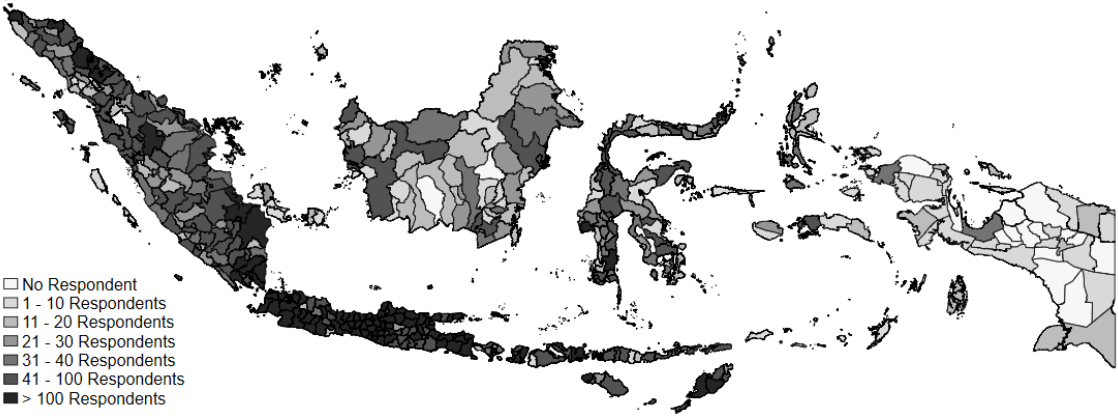 No Respondent
1 - 10 Respondents
11 - 20 Respondents
21 - 30 Respondents
31 - 40 Respondents
41 - 100 Respondents
> 100 Respondents